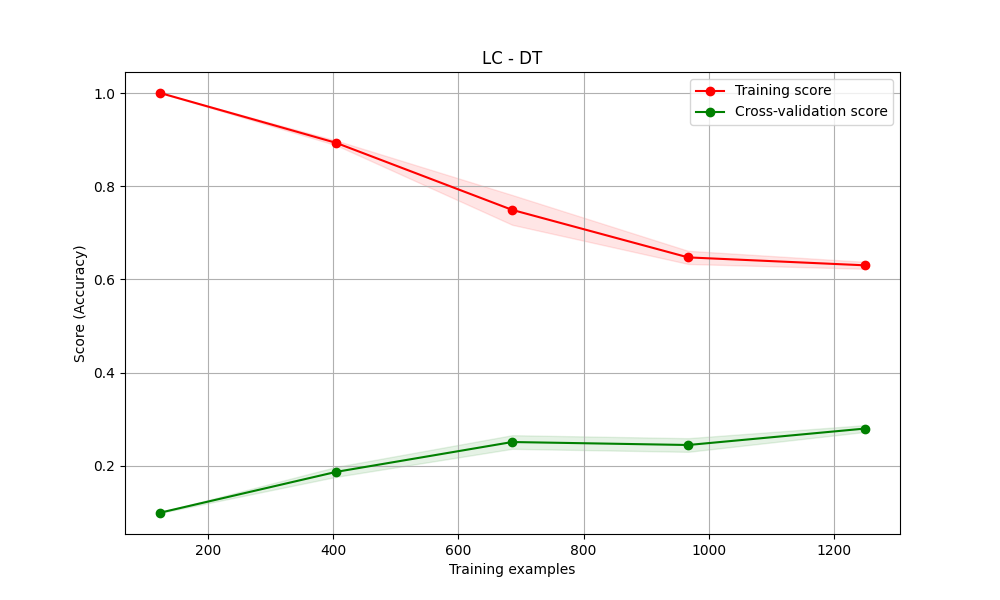 LC - DT
Training score
Cross-validation score
1.0
0.8
0.6
0.4
0.2
Score (Accuracy)
200 400 600 800 1000 1200
Training examples